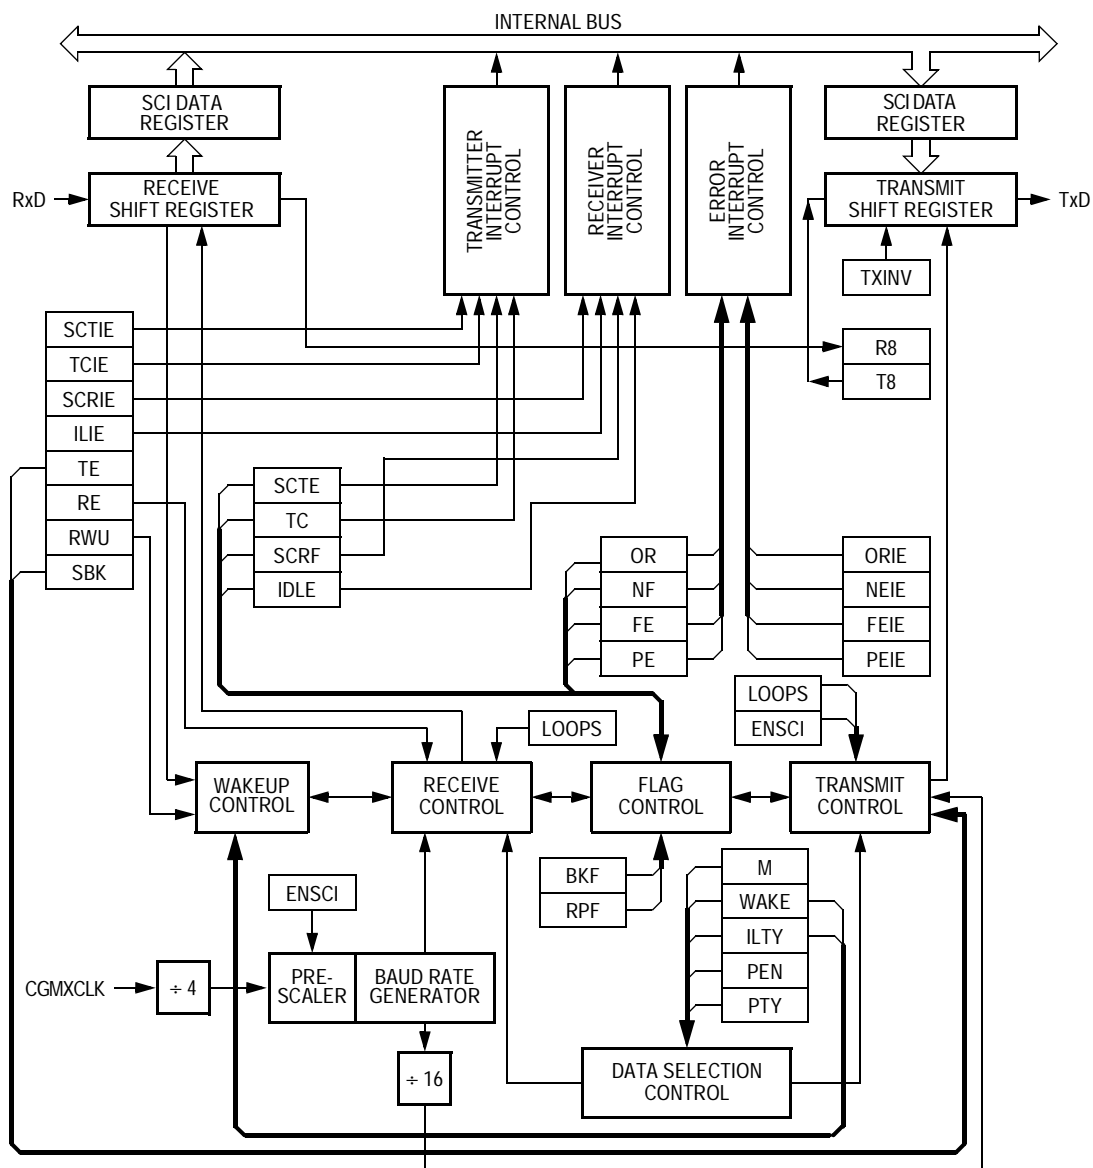 INTERNAL BUS
SCI DATA
REGISTER
SCI DATA
REGISTER
TRANSMITTER
INTERRUPT
CONTROL
RECEIVER
INTERRUPT
CONTROL
ERROR
INTERRUPT
CONTROL
RxD
RECEIVE
SHIFT REGISTER
TRANSMIT
SHIFT REGISTER
TxD
TXINV
SCTIE
TCIE
SCRIE
ILIE
TE
RE
RWU
SBK
R8
T8
SCTE
TC
SCRF
IDLE
OR
NF
FE
PE
ORIE
NEIE
FEIE
PEIE
LOOPS
ENSCI
LOOPS
WAKEUP
CONTROL
RECEIVE
CONTROL
FLAG
CONTROL
TRANSMIT
CONTROL
BKF
RPF
M
WAKE
ILTY
PEN
PTY
ENSCI
CGMXCLK
÷ 4
PRE-
SCALER
BAUD RATE
GENERATOR
÷ 16
DATA SELECTION
CONTROL